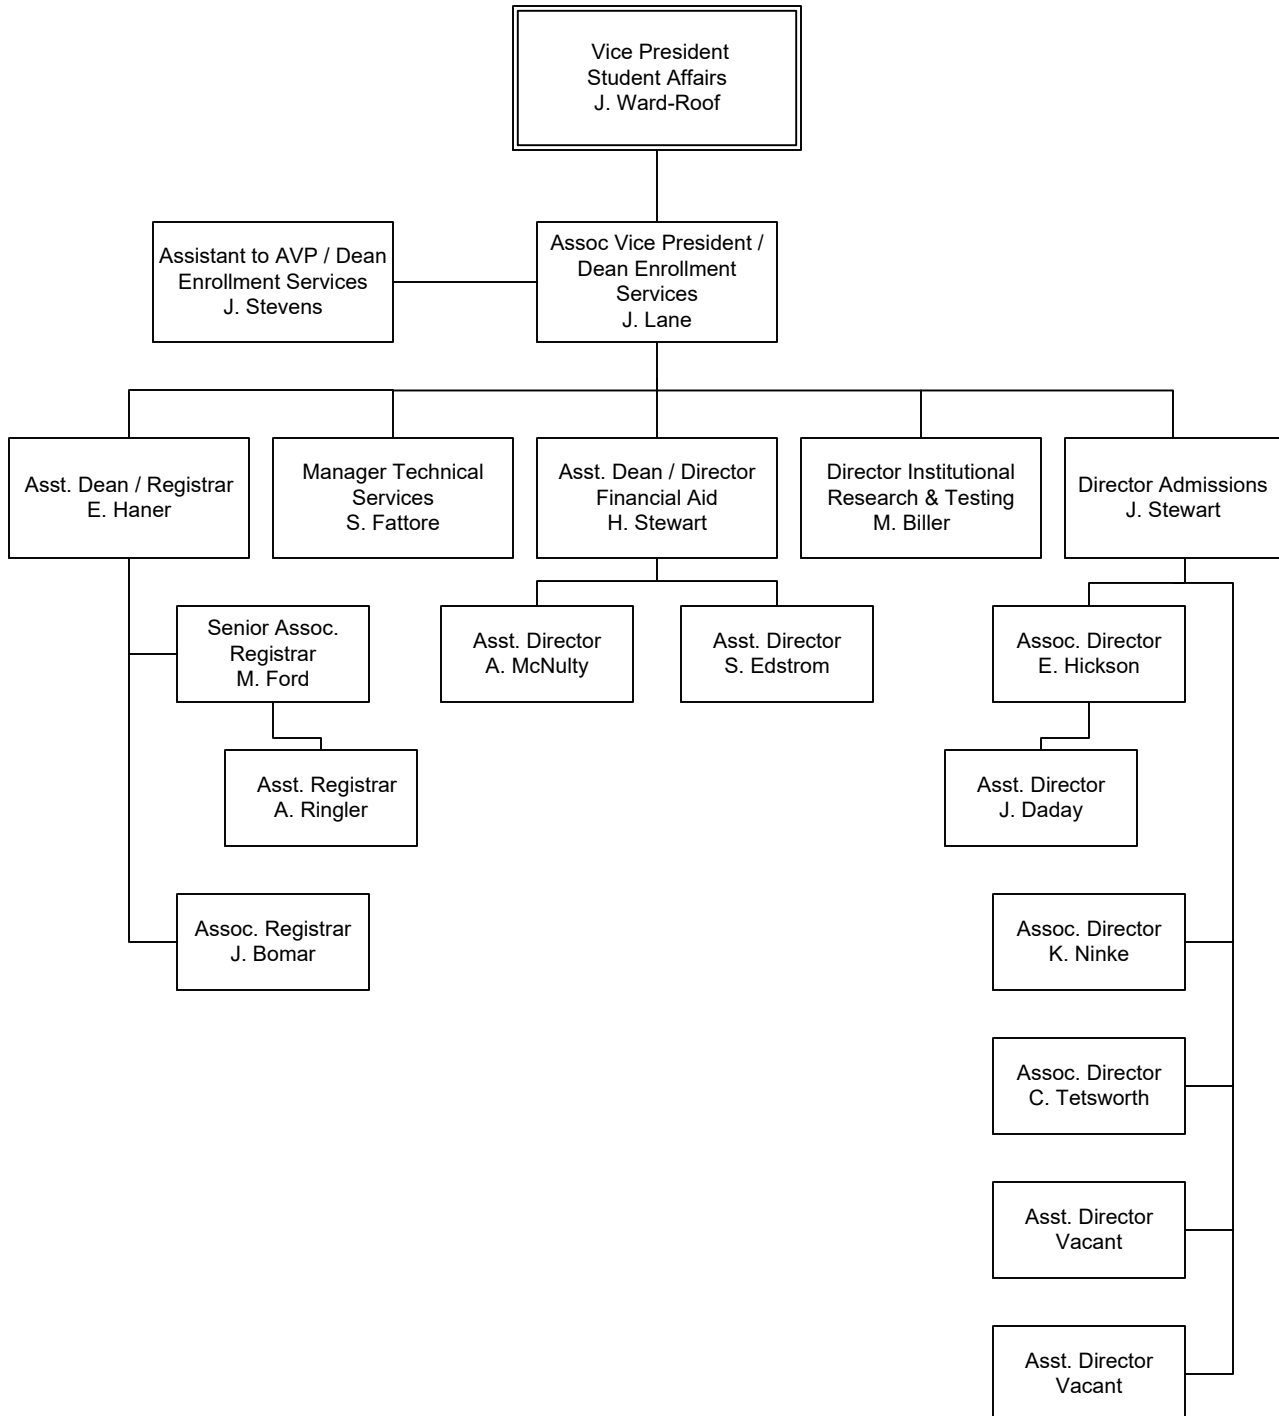 Vice President
Student Affairs
J. Ward-Roof
Assistant to AVP / Dean
Enrollment Services
J. Stevens
Assoc Vice President /
Dean Enrollment
Services
J. Lane
Asst. Dean / Registrar
E. Haner
Manager Technical
Services
S. Fattore
Asst. Dean / Director
Financial Aid
H. Stewart
Director Institutional
Research & Testing
M. Biller
Director Admissions
J. Stewart
Senior Assoc.
Registrar
M. Ford
Asst. Director
A. McNulty
Asst. Director
S. Edstrom
Assoc. Director
E. Hickson
Asst. Registrar
A. Ringler
Asst. Director
J. Daday
Assoc. Registrar
J. Bomar
Assoc. Director
K. Ninke
Assoc. Director
C. Tetsworth
Asst. Director
Vacant
Asst. Director
Vacant